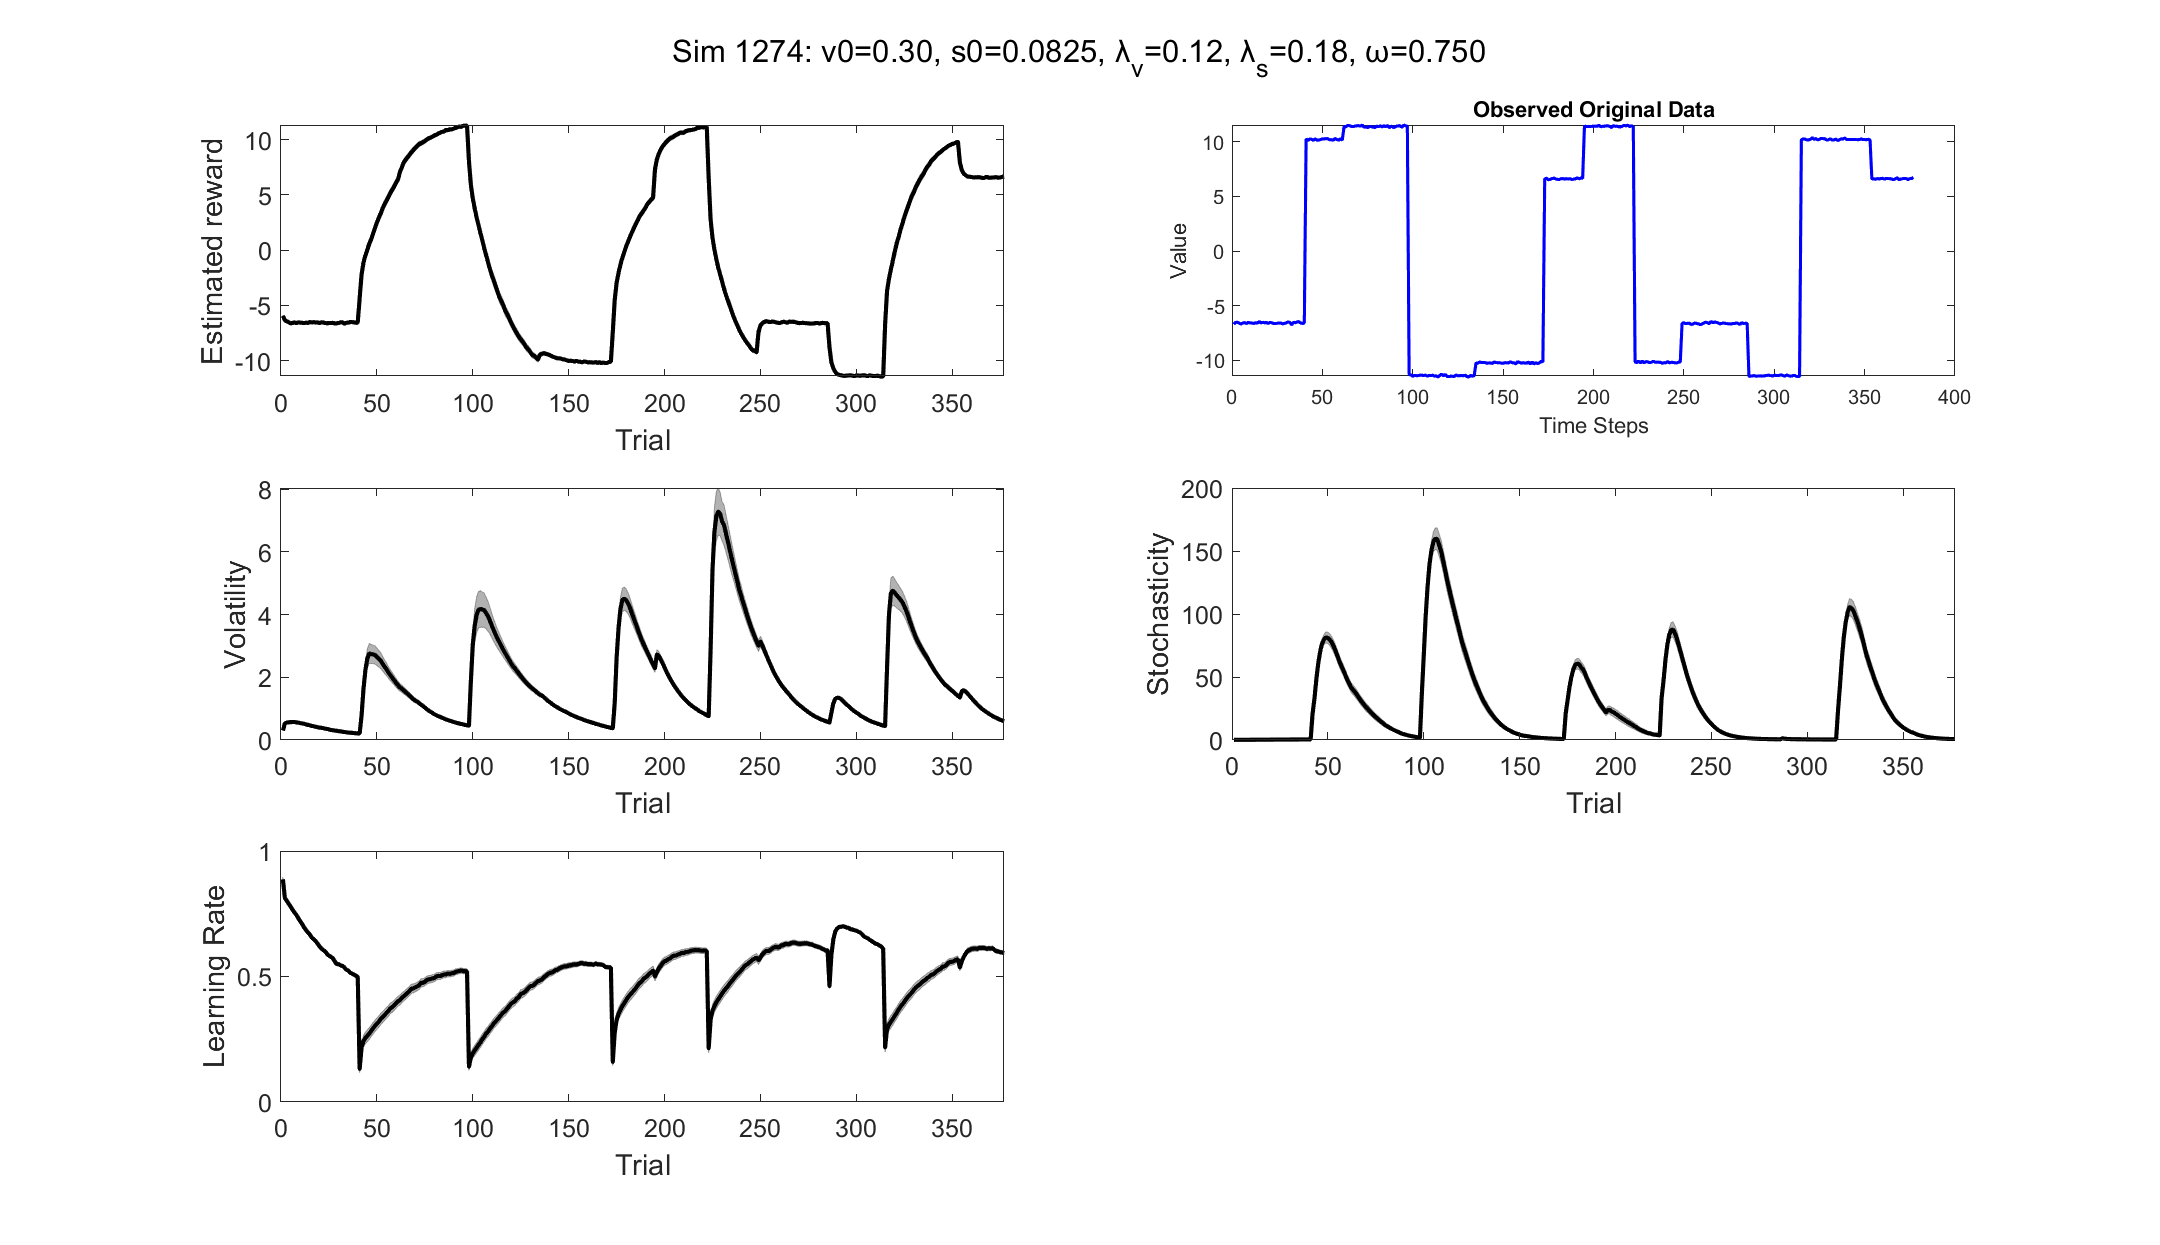 Sim 1274: v0=0.30, s0=0.0825, λ_v=0.12, λ_s=0.18, ω=0.750
Estimated reward
10
5
0
-5
-10
0 50 100 150 200 250 300 350
Trial
Observed Original Data
Value
10
5
0
-5
-10
0 50 100 150 200 250 300 350 400
Time Steps
Volatility
8
6
4
2
0
0 50 100 150 200 250 300 350
Trial
Stochasticity
200
150
100
50
0
0 50 100 150 200 250 300 350
Trial
Learning Rate
1
0.5
0
0 50 100 150 200 250 300 350
Trial